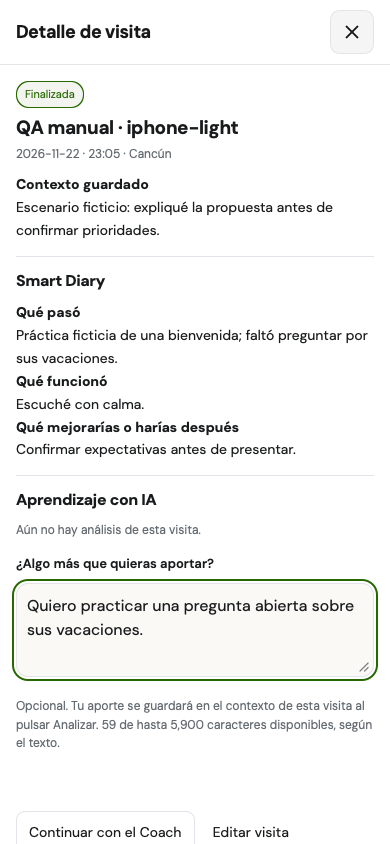 Detalle de visita
Finalizada
QA manual · iphone-light
2026-11-22 · 23:05 · Cancún
Contexto guardado
Escenario ficticio: expliqué la propuesta antes de
confirmar prioridades.
Smart Diary
Qué pasó
Práctica ficticia de una bienvenida; faltó preguntar por
sus vacaciones.
Qué funcionó
Escuché con calma.
Qué mejorarías o harías después
Confirmar expectativas antes de presentar.
Aprendizaje con IA
Aún no hay análisis de esta visita.
¿Algo más que quieras aportar?
Quiero practicar una pregunta abierta sobre
sus vacaciones.
Opcional. Tu aporte se guardará en el contexto de esta visita al
pulsar Analizar. 59 de hasta 5,900 caracteres disponibles, según
el texto.
Continuar con el Coach
Editar visita